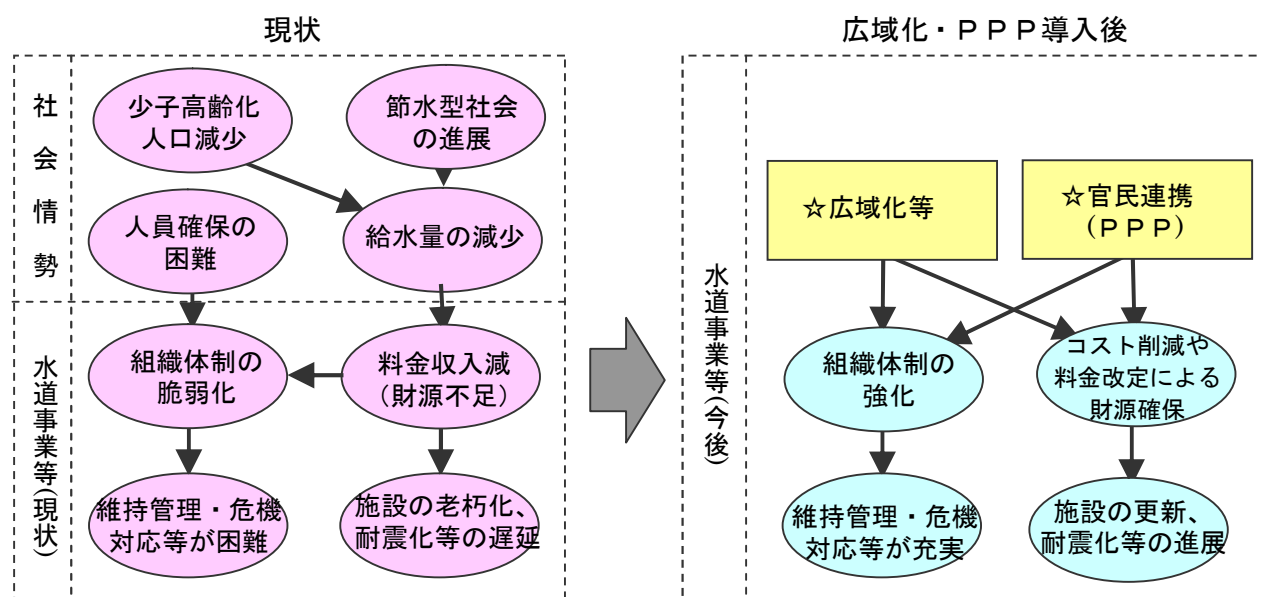 現状
社会情勢
少子高齢化
人口減少
節水型社会
の進展
人員確保の
困難
給水量の減少
水道事業等(現状)
組織体制の
脆弱化
料金収入減
(財源不足)
維持管理・危機
対応等が困難
施設の老朽化、
耐震化等の遅延
広域化・ＰＰＰ導入後
水道事業等(今後)
☆広域化等
☆官民連携
(ＰＰＰ)
組織体制の
強化
コスト削減や
料金改定による
財源確保
維持管理・危機
対応等が充実
施設の更新、
耐震化等の進展